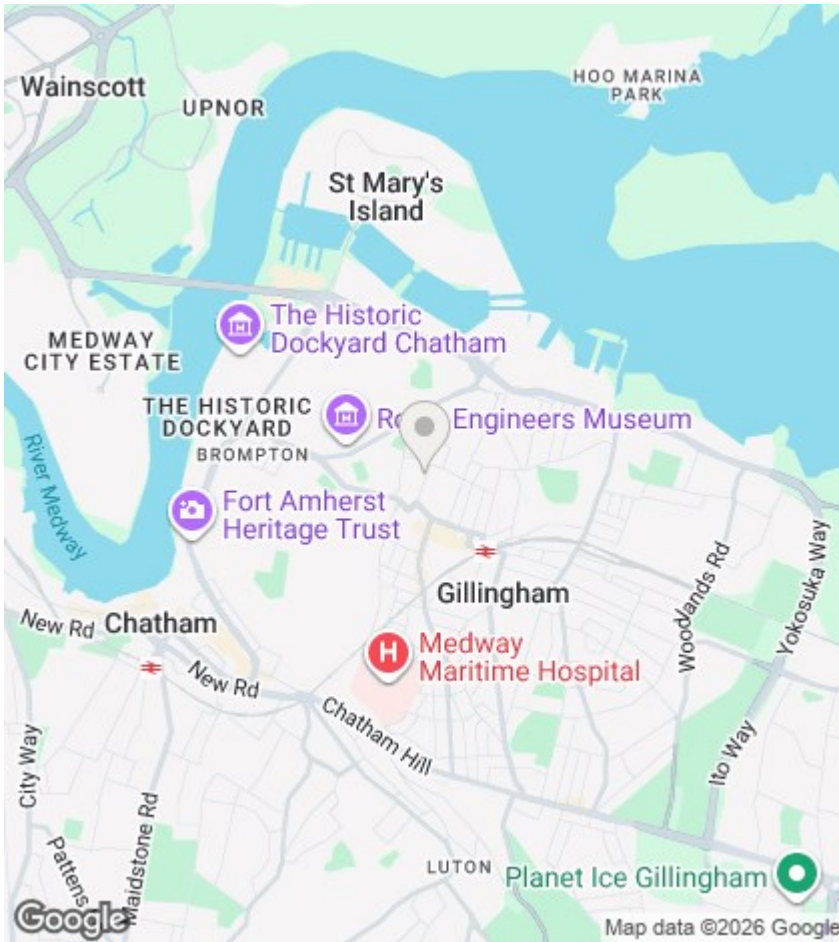 Wainscott
UPNOR
HOO MARINA
PARK
St Mary's
Island
The Historic
Dockyard Chatham
MEDWAY
CITY ESTATE
THE HISTORIC
DOCKYARD
Engineers Museum
BROMPTON
River Medway
Fort Amherst
Heritage Trust
Gillingham
Woodlands Rd
Yokosuka Way
New Rd
Chatham
Medway
Maritime Hospital
New Rd
Chatham Hill
City Way
Ito Way
Maidstone Rd
Pattens
LUTON
Planet Ice Gillingham
Google
Map data ©2026 Google